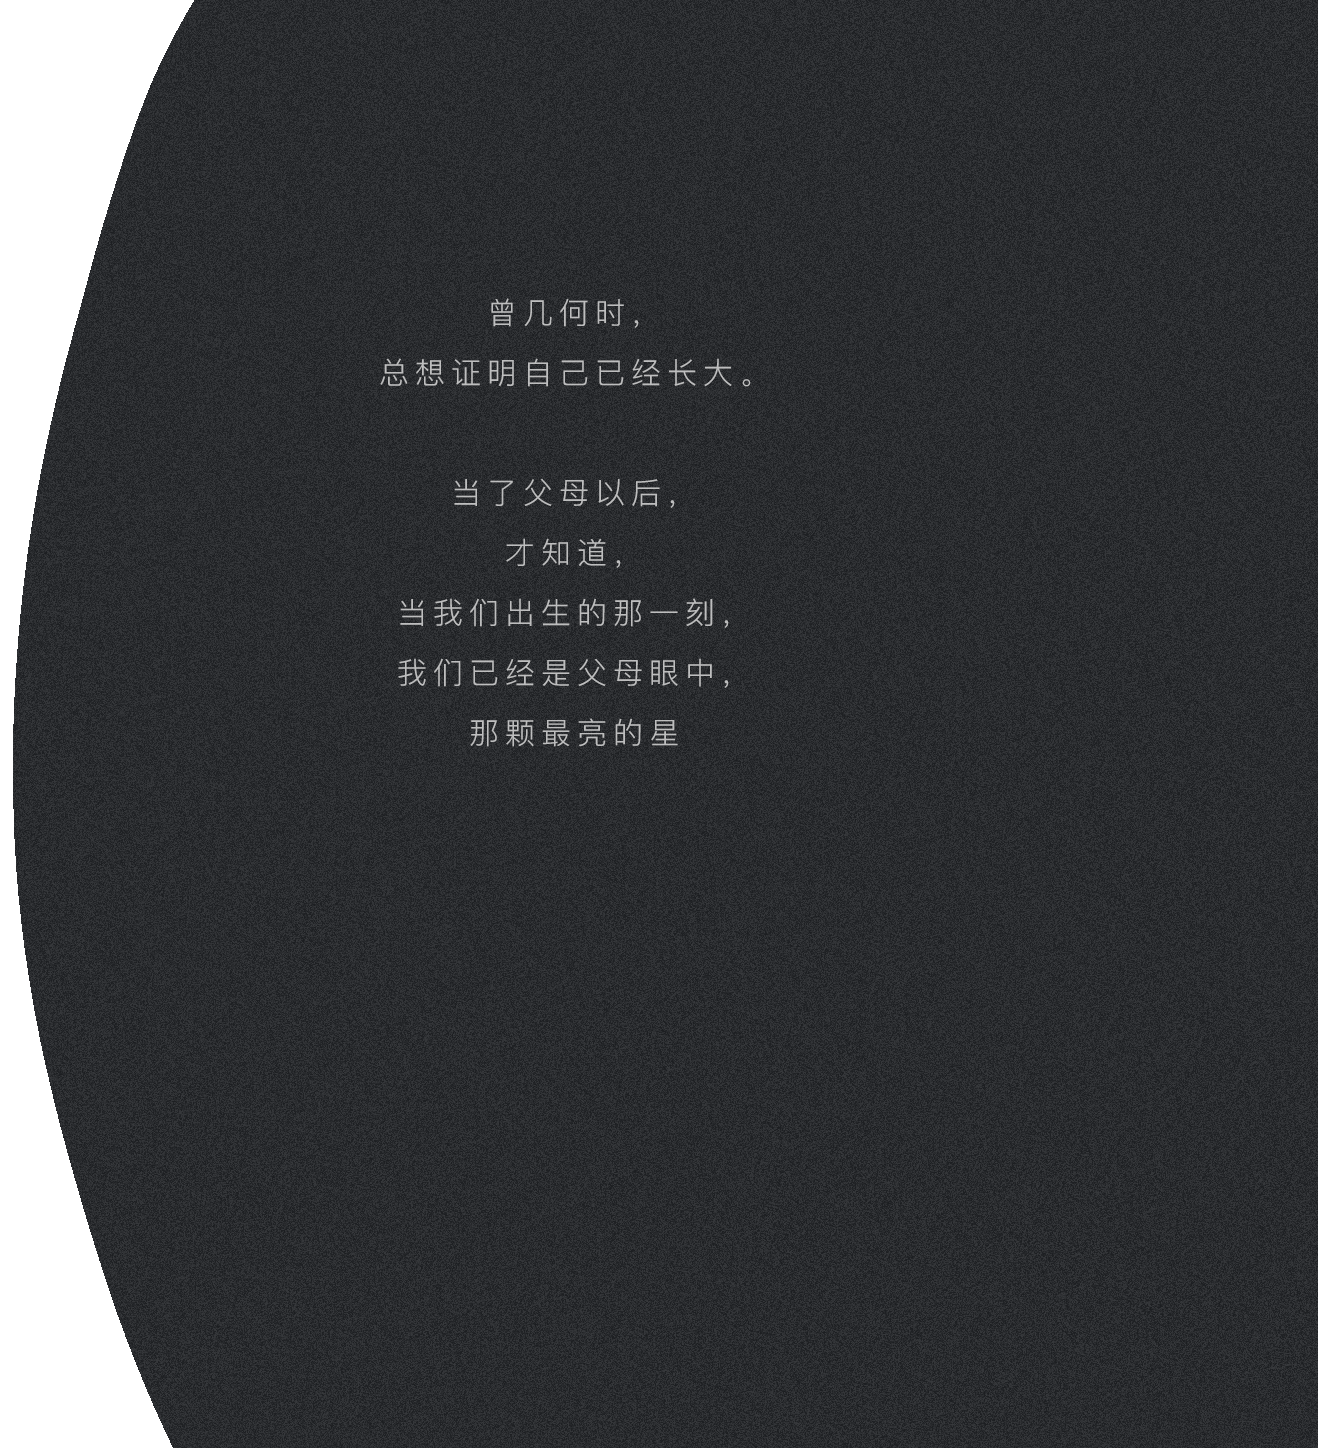 曾几何时，
总想证明自己已经长大。
当了父母以后，
才知道，
当我们出生的那一刻，
我们已经是父母眼中，
那颗最亮的星